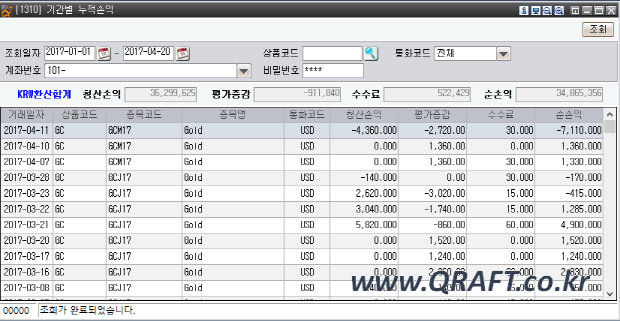 [1310] 기간별 누적손익
조회
조회일자 2017-01-01 - 2017-04-20 상품코드 통화코드 전체
계좌번호 101- 비밀번호 ****
KRW환산합계 청산손익 36,299,625 평가증감 -911,840 수수료 522,429 순손익 34,865,356
거래일자 상품코드 종목코드 종목명 통화코드 청산손익 평가증감 수수료 순손익
2017-04-11 GC GCM17 Gold USD -4,360.000 -2,720.00 30.000 -7,110.000
2017-04-10 GC GCM17 Gold USD 0.000 1,360.00 0.000 1,360.000
2017-04-07 GC GCM17 Gold USD 0.000 1,360.00 30.000 1,330.000
2017-03-28 GC GCJ17 Gold USD -140.000 0.00 30.000 -170.000
2017-03-23 GC GCJ17 Gold USD 2,620.000 -3,020.00 15.000 -415.000
2017-03-22 GC GCJ17 Gold USD 3,040.000 -1,740.00 15.000 1,285.000
2017-03-21 GC GCJ17 Gold USD 5,820.000 -860.00 60.000 4,900.000
2017-03-20 GC GCJ17 Gold USD 0.000 1,520.00 0.000 1,520.000
2017-03-17 GC GCJ17 Gold USD 0.000 1,240.00 0.000 1,240.000
2017-03-16 GC GCJ17 Gold USD
2017-03-08 GC GCJ17 Gold USD
www.QRAFT.co.kr
00000 조회가 완료되었습니다.